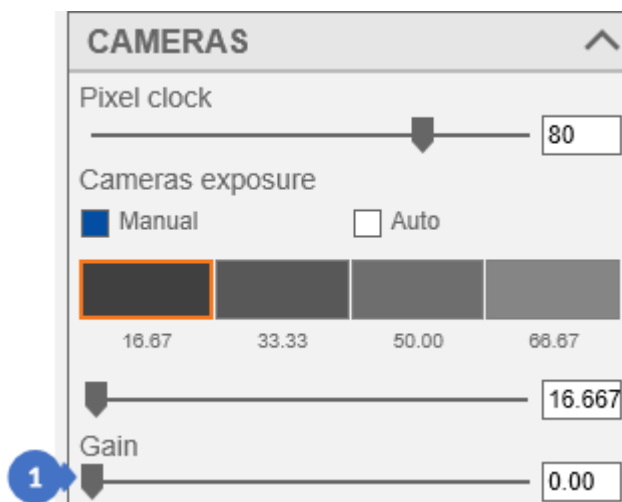 CAMERAS
Pixel clock
80
Cameras exposure
Manual Auto
16.67 33.33 50.00 66.67
16.667
Gain
1 0.00